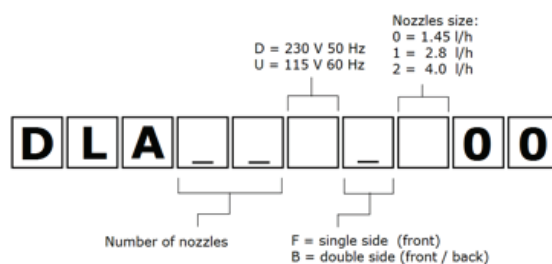 Nozzles size:
0 = 1.45 l/h
1 = 2.8 l/h
2 = 4.0 l/h
D = 230 V 50 Hz
U = 115 V 60 Hz
D L A _ _ _ 0 0
Number of nozzles
F = single side (front)
B = double side (front / back)